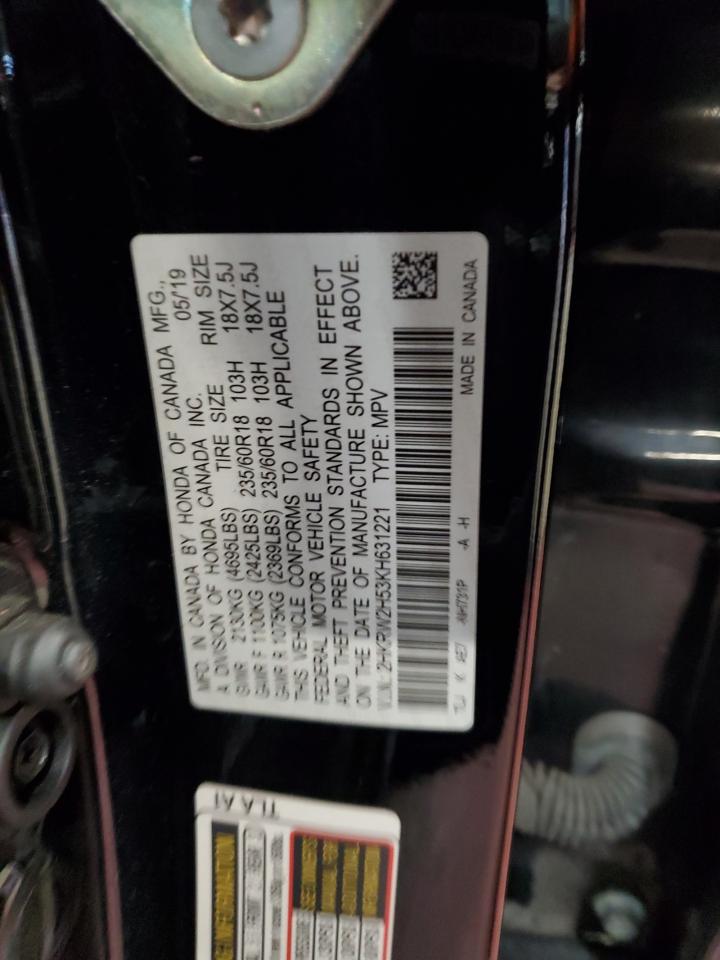 MFD. IN CANADA BY HONDA OF CANADA MFG.,
A DIVISION OF HONDA CANADA INC. 05/'19
GVWR 2130KG (4695LBS) TIRE SIZE RIM SIZE
GAWR F 1100KG (2425LBS) 235/60R18 103H 18X7.5J
GAWR R 1075KG (2369LBS) 235/60R18 103H 18X7.5J
THIS VEHICLE CONFORMS TO ALL APPLICABLE
FEDERAL MOTOR VEHICLE SAFETY
AND THEFT PREVENTION STANDARDS IN EFFECT
ON THE DATE OF MANUFACTURE SHOWN ABOVE.
V.I.N.: 2HKRW2H53KH631221 TYPE: MPV
NH731P -A -H MADE IN CANADA
TLA A1